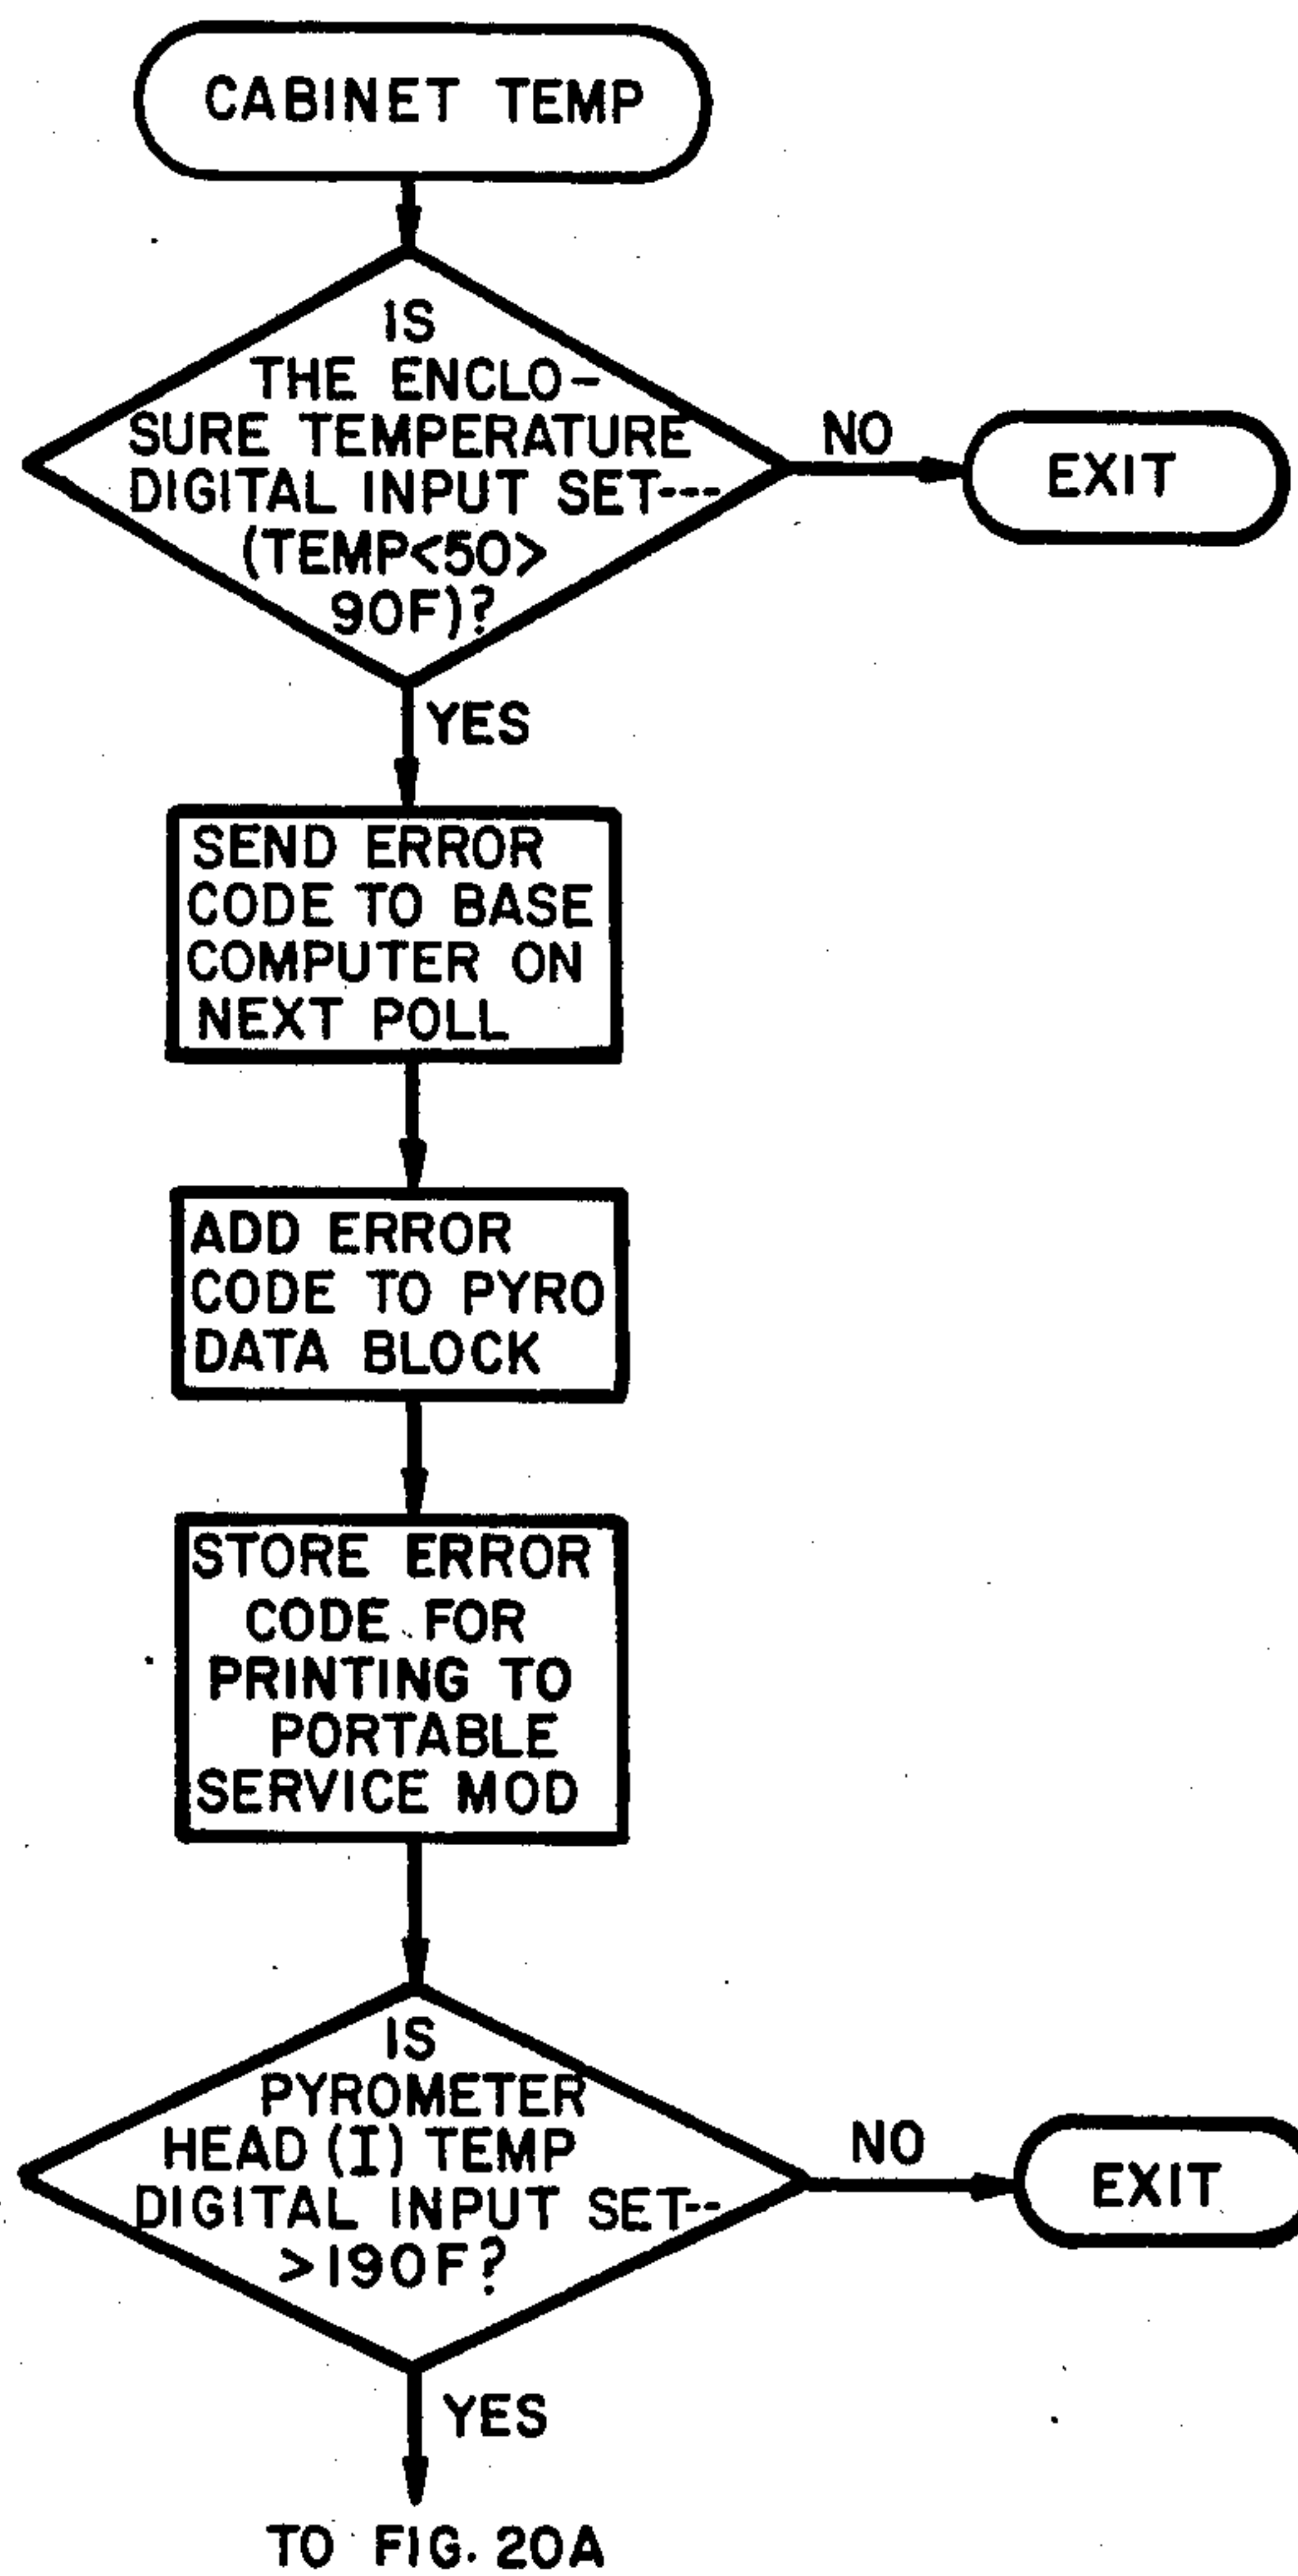 CABINET TEMP
IS
THE ENCLO-
SURE TEMPERATURE
DIGITAL INPUT SET---
(TEMP<50>
90F)?
NO
EXIT
YES
SEND ERROR
CODE TO BASE
COMPUTER ON
NEXT POLL
ADD ERROR
CODE TO PYRO
DATA BLOCK
STORE ERROR
CODE FOR
PRINTING TO
PORTABLE
SERVICE MOD
IS
PYROMETER
HEAD (I) TEMP
DIGITAL INPUT SET--
>190F?
NO
EXIT
YES
TO FIG. 20A